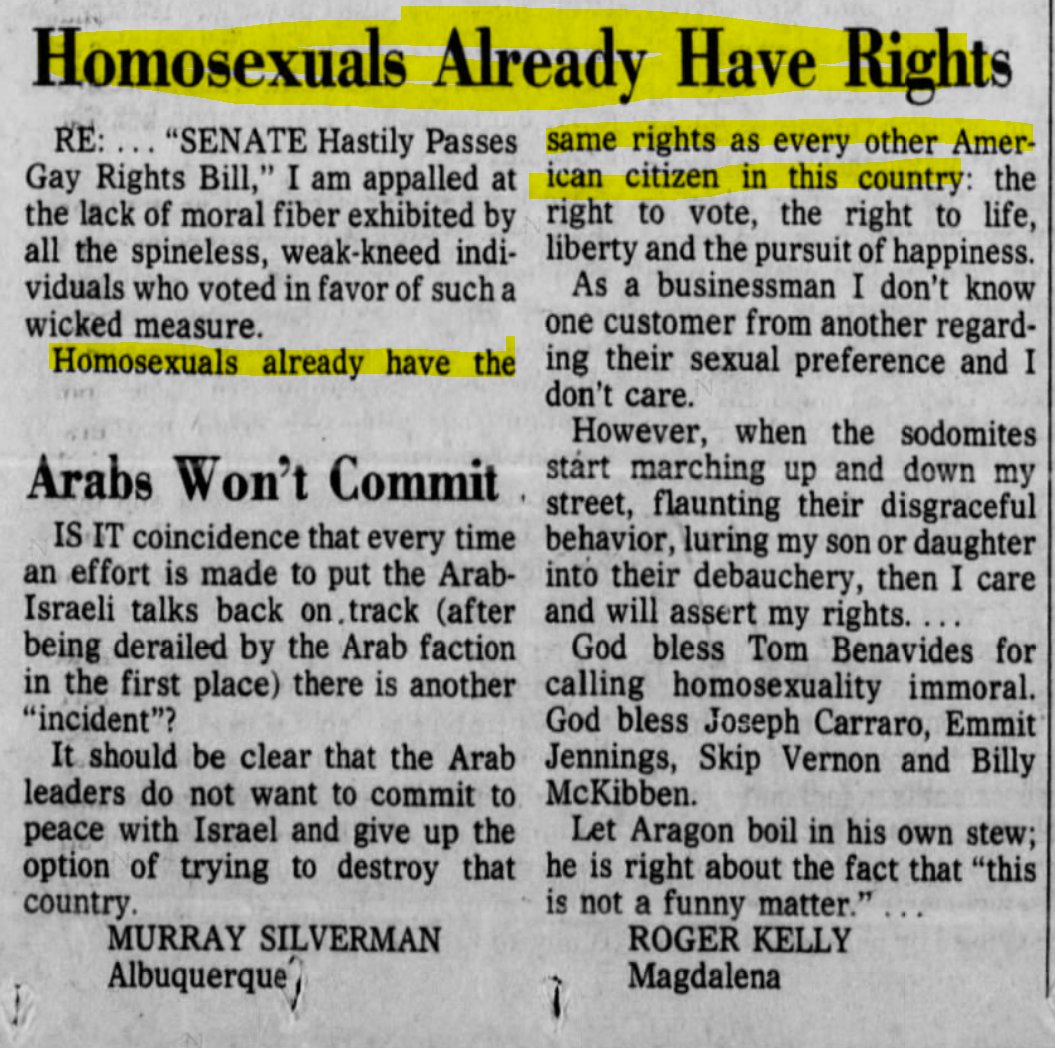 Homosexuals Already Have Rights
RE: ... “SENATE Hastily Passes
Gay Rights Bill,” I am appalled at
the lack of moral fiber exhibited by
all the spineless, weak-kneed indi-
viduals who voted in favor of such a
wicked measure.
Homosexuals already have the
same rights as every other Amer-
ican citizen in this country: the
right to vote, the right to life,
liberty and the pursuit of happiness.
As a businessman I don't know
one customer from another regard-
ing their sexual preference and I
don't care.
However, when the sodomites
start marching up and down my
street, flaunting their disgraceful
behavior, luring my son or daughter
into their debauchery, then I care
and will assert my rights. ...
God bless Tom Benavides for
calling homosexuality immoral.
God bless Joseph Carraro, Emmit
Jennings, Skip Vernon and Billy
McKibben.
Let Aragon boil in his own stew;
he is right about the fact that “this
is not a funny matter.” ...
ROGER KELLY
Magdalena
Arabs Won't Commit
IS IT coincidence that every time
an effort is made to put the Arab-
Israeli talks back on track (after
being derailed by the Arab faction
in the first place) there is another
“incident”?
It should be clear that the Arab
leaders do not want to commit to
peace with Israel and give up the
option of trying to destroy that
country.
MURRAY SILVERMAN
Albuquerque